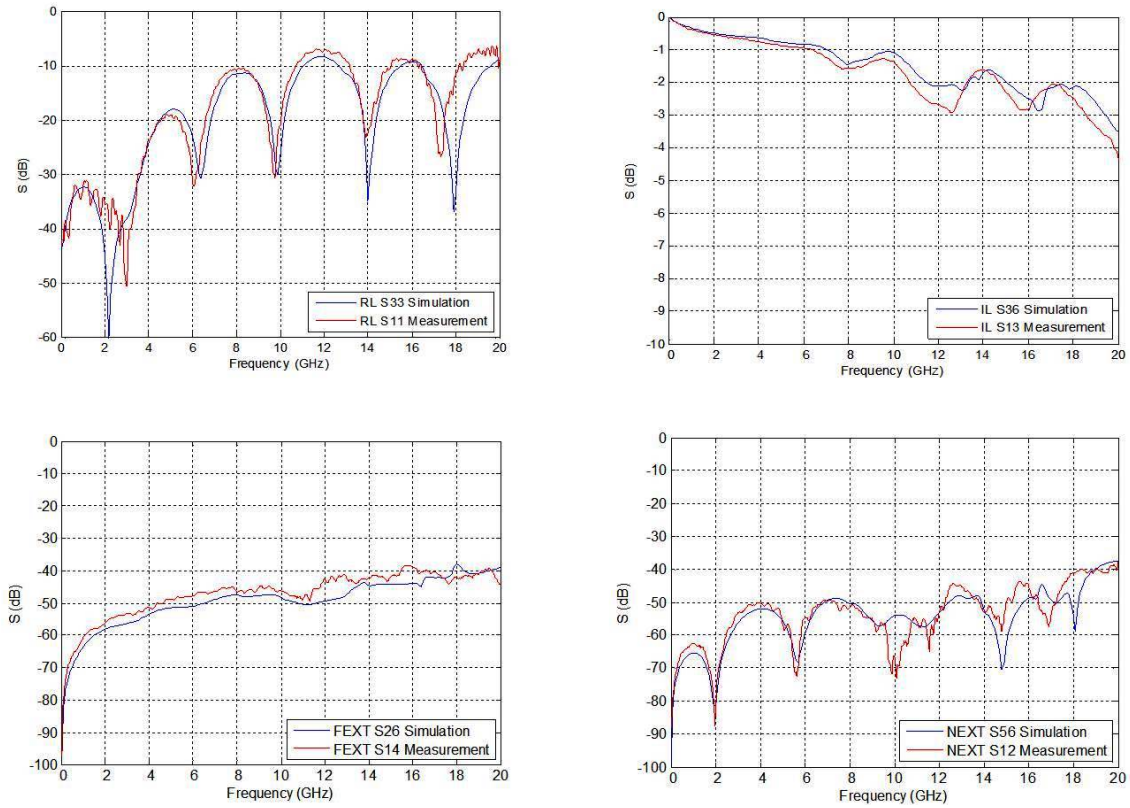 0
-10
-20
-30
-40
-50
-60
S (dB)
0 2 4 6 8 10 12 14 16 18 20
Frequency (GHz)
RL S33 Simulation
RL S11 Measurement
0
-1
-2
-3
-4
-5
-6
-7
-8
-9
-10
S (dB)
0 2 4 6 8 10 12 14 16 18 20
Frequency (GHz)
IL S36 Simulation
IL S13 Measurement
0
-10
-20
-30
-40
-50
-60
-70
-80
-90
-100
S (dB)
0 2 4 6 8 10 12 14 16 18 20
Frequency (GHz)
FEXT S26 Simulation
FEXT S14 Measurement
0
-10
-20
-30
-40
-50
-60
-70
-80
-90
-100
S (dB)
0 2 4 6 8 10 12 14 16 18 20
Frequency (GHz)
NEXT S56 Simulation
NEXT S12 Measurement